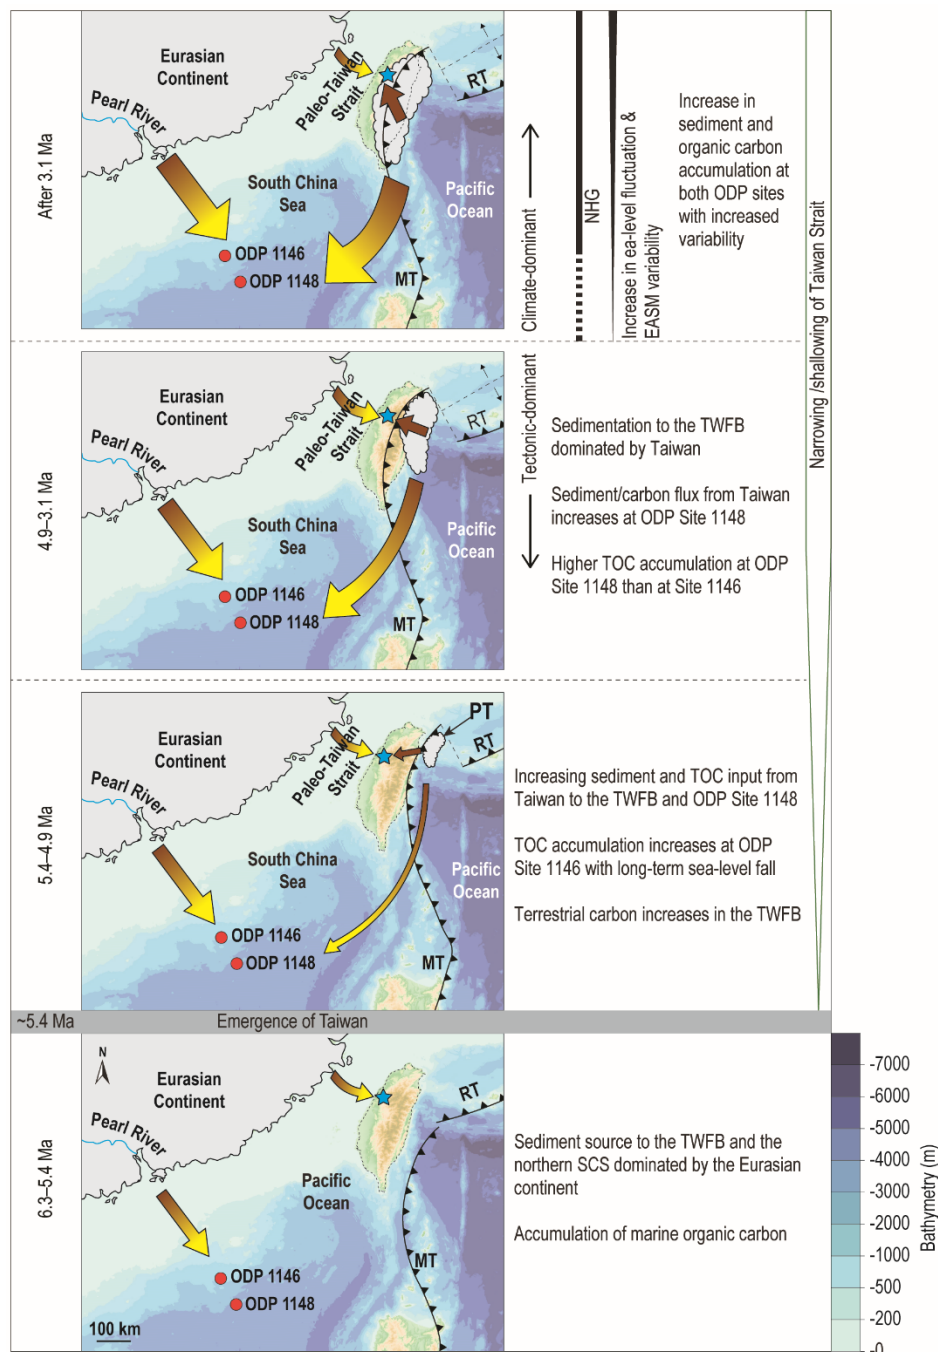 After 3.1 Ma
Eurasian
Continent
Pearl River
Paleo-Taiwan
Strait
RT
South China
Sea
Pacific
Ocean
ODP 1146
ODP 1148
MT
Climate-dominant
NHG
Increase in ea-level fluctuation &
EASM variability
Increase in
sediment and
organic carbon
accumulation at
both ODP sites
with increased
variability
Narrowing /shallowing of Taiwan Strait
4.9–3.1 Ma
Eurasian
Continent
Pearl River
Paleo-Taiwan
Strait
RT
South China
Sea
Pacific
Ocean
ODP 1146
ODP 1148
MT
Tectonic-dominant
Sedimentation to the TWFB
dominated by Taiwan
Sediment/carbon flux from Taiwan
increases at ODP Site 1148
Higher TOC accumulation at ODP
Site 1148 than at Site 1146
5.4–4.9 Ma
PT
Eurasian
Continent
Pearl River
Paleo-Taiwan
Strait
RT
South China
Sea
Pacific
Ocean
ODP 1146
ODP 1148
MT
Increasing sediment and TOC input from
Taiwan to the TWFB and ODP Site 1148
TOC accumulation increases at ODP
Site 1146 with long-term sea-level fall
Terrestrial carbon increases in the TWFB
~5.4 Ma
Emergence of Taiwan
6.3–5.4 Ma
N
Eurasian
Continent
Pearl River
RT
Pacific
Ocean
MT
ODP 1146
ODP 1148
100 km
Sediment source to the TWFB and the
northern SCS dominated by the Eurasian
continent
Accumulation of marine organic carbon
-7000
-6000
-5000
-4000
-3000
-2000
-1000
-500
-200
-0
Bathymetry (m)